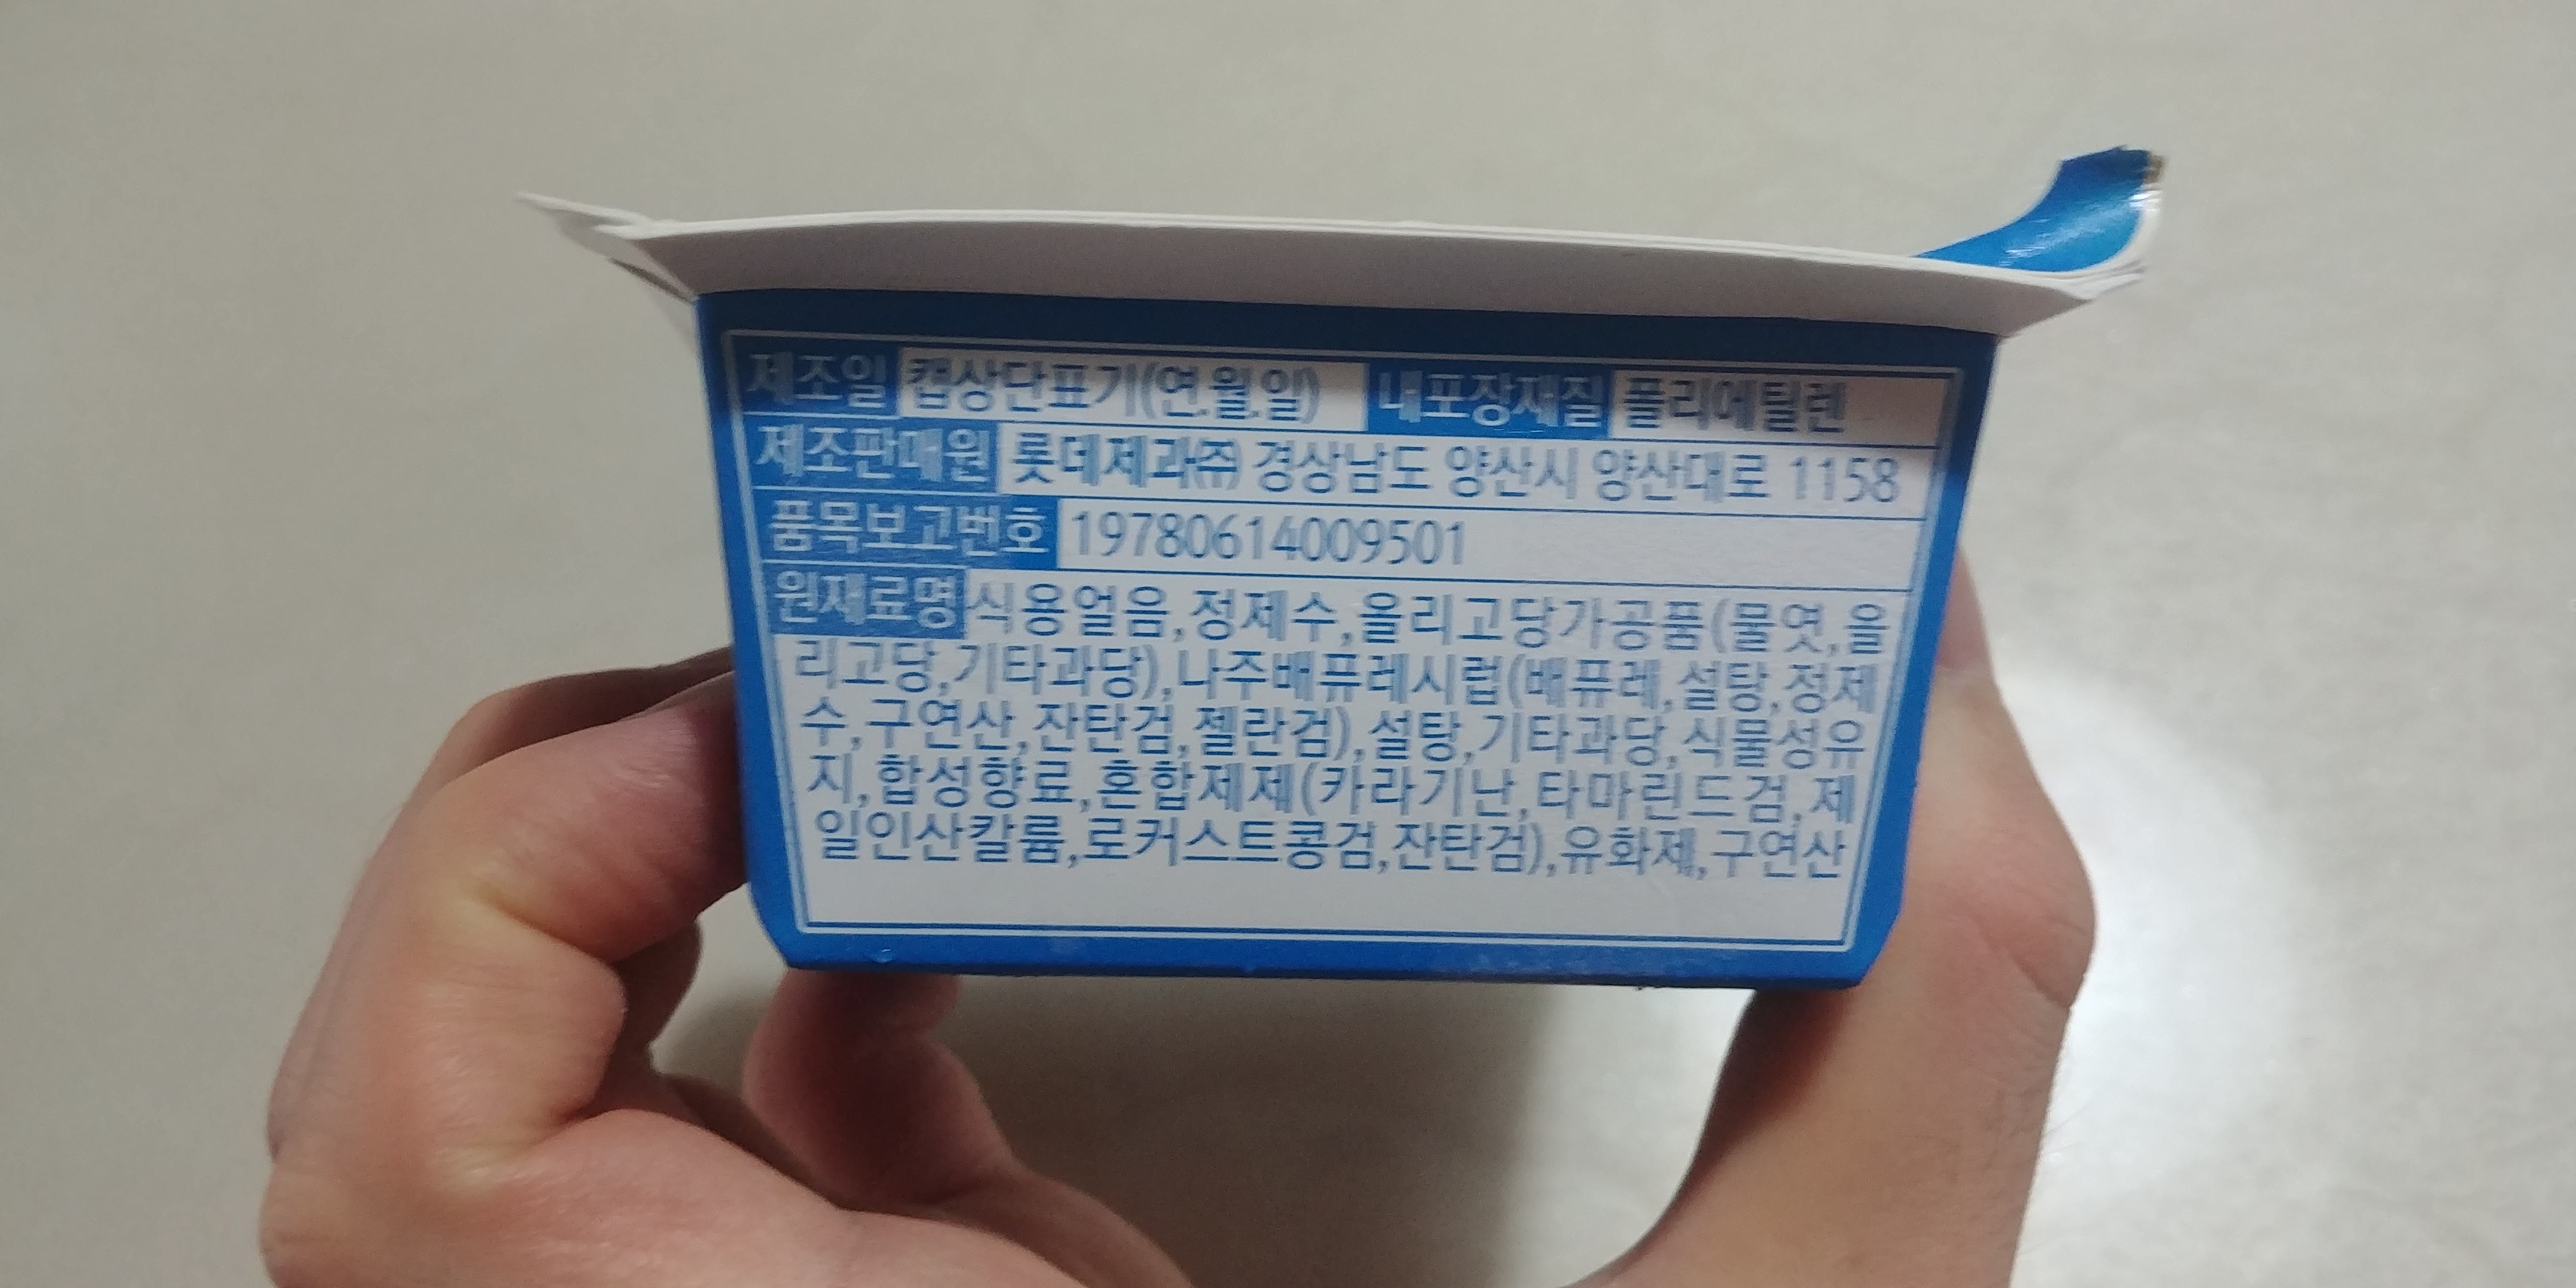 제조일 캡상단표기(연.월.일) 내포장재질 폴리에틸렌
제조판매원 롯데제과㈜ 경상남도 양산시 양산대로 1158
품목보고번호 19780614009501
원재료명 식용얼음,정제수,올리고당가공품(물엿,올
리고당,기타과당),나주배퓨레시럽(배퓨레,설탕,정제
수,구연산,잔탄검,젤란검),설탕,기타과당,식물성유
지,합성향료,혼합제제(카라기난,타마린드검,제
일인산칼륨,로커스트콩검,잔탄검),유화제,구연산